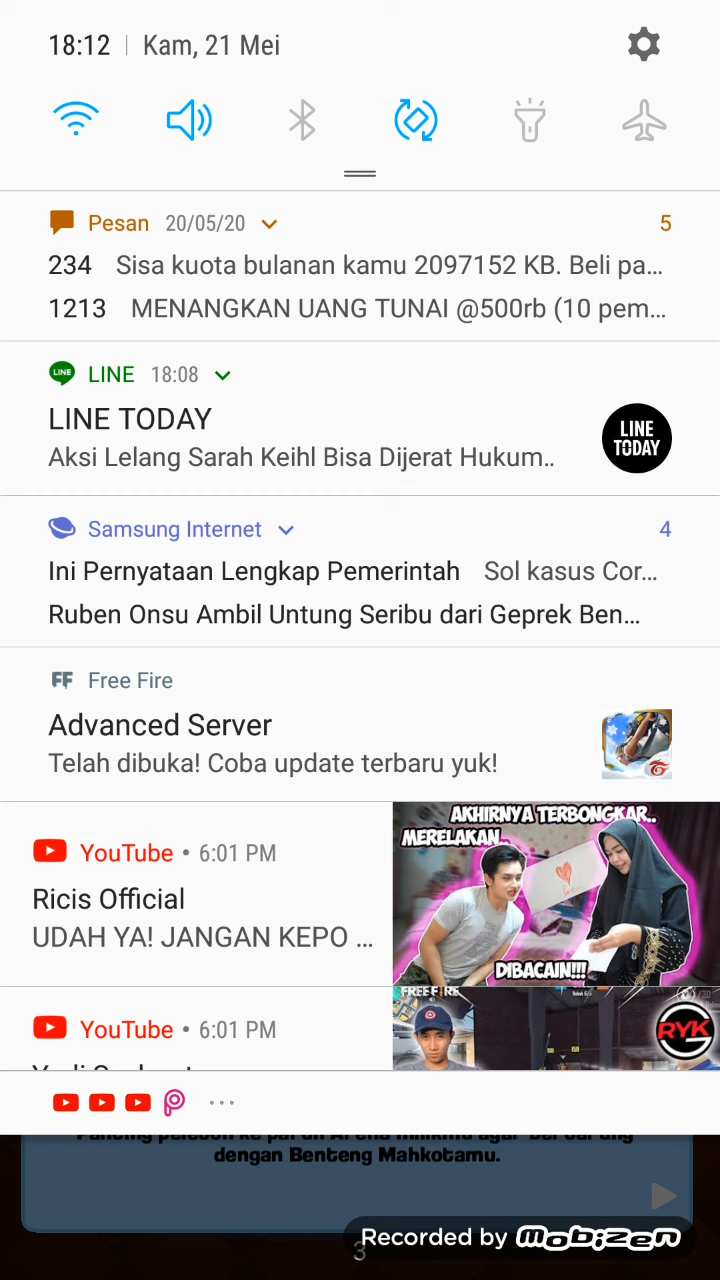 18:12 | Kam, 21 Mei
Pesan 20/05/20 5
234 Sisa kuota bulanan kamu 2097152 KB. Beli pa...
1213 MENANGKAN UANG TUNAI @500rb (10 pem...
LINE LINE 18:08
LINE TODAY
Aksi Lelang Sarah Keihl Bisa Dijerat Hukum..
LINE
TODAY
Samsung Internet 4
Ini Pernyataan Lengkap Pemerintah Sol kasus Cor...
Ruben Onsu Ambil Untung Seribu dari Geprek Ben...
FF Free Fire
Advanced Server
Telah dibuka! Coba update terbaru yuk!
YouTube • 6:01 PM
Ricis Official
UDAH YA! JANGAN KEPO ...
AKHIRNYA TERBONGKAR..
MERELAKAN..
DIBACAIN!!!
YouTube • 6:01 PM
FREE FIRE
RYK
...
dengan Benteng Mahkotamu.
Recorded by mobizen
3